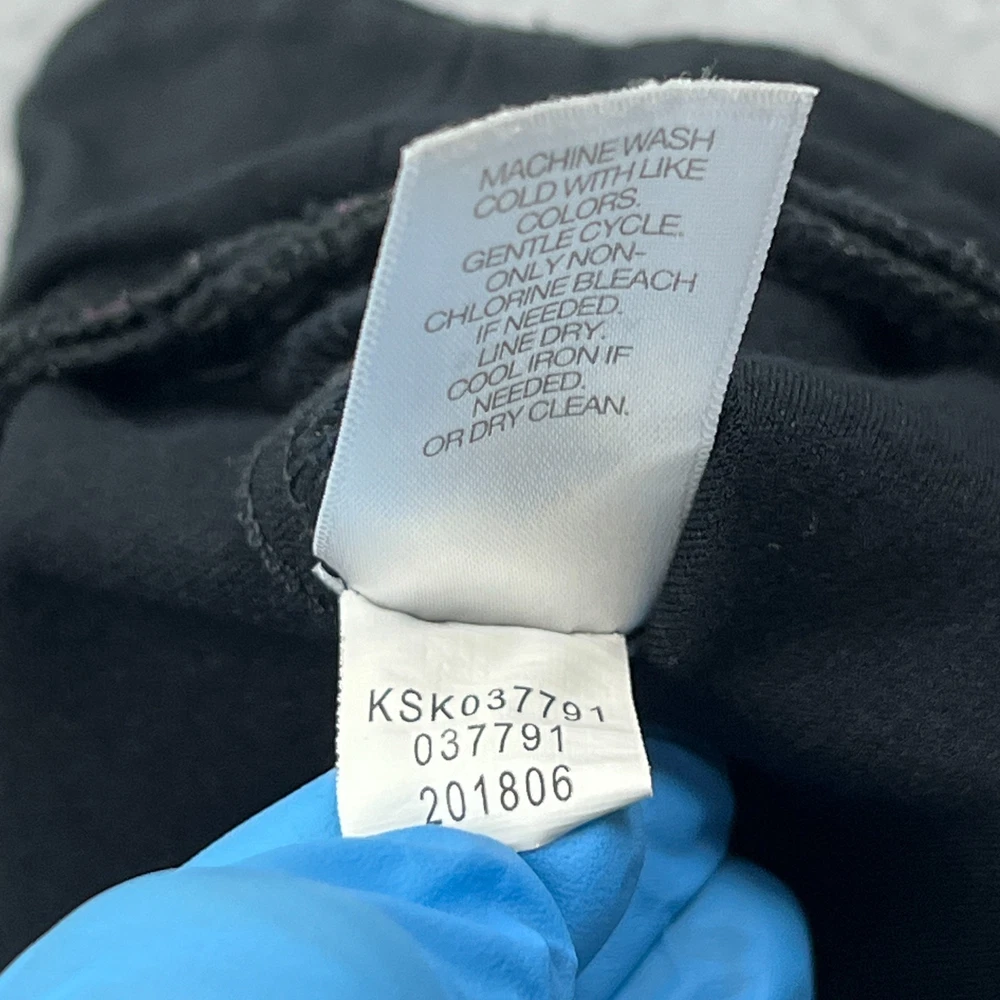 MACHINE WASH
COLD WITH LIKE
COLORS.
GENTLE CYCLE.
ONLY NON-
CHLORINE BLEACH
IF NEEDED.
LINE DRY.
COOL IRON IF
NEEDED.
OR DRY CLEAN.
KSK037791
037791
201806